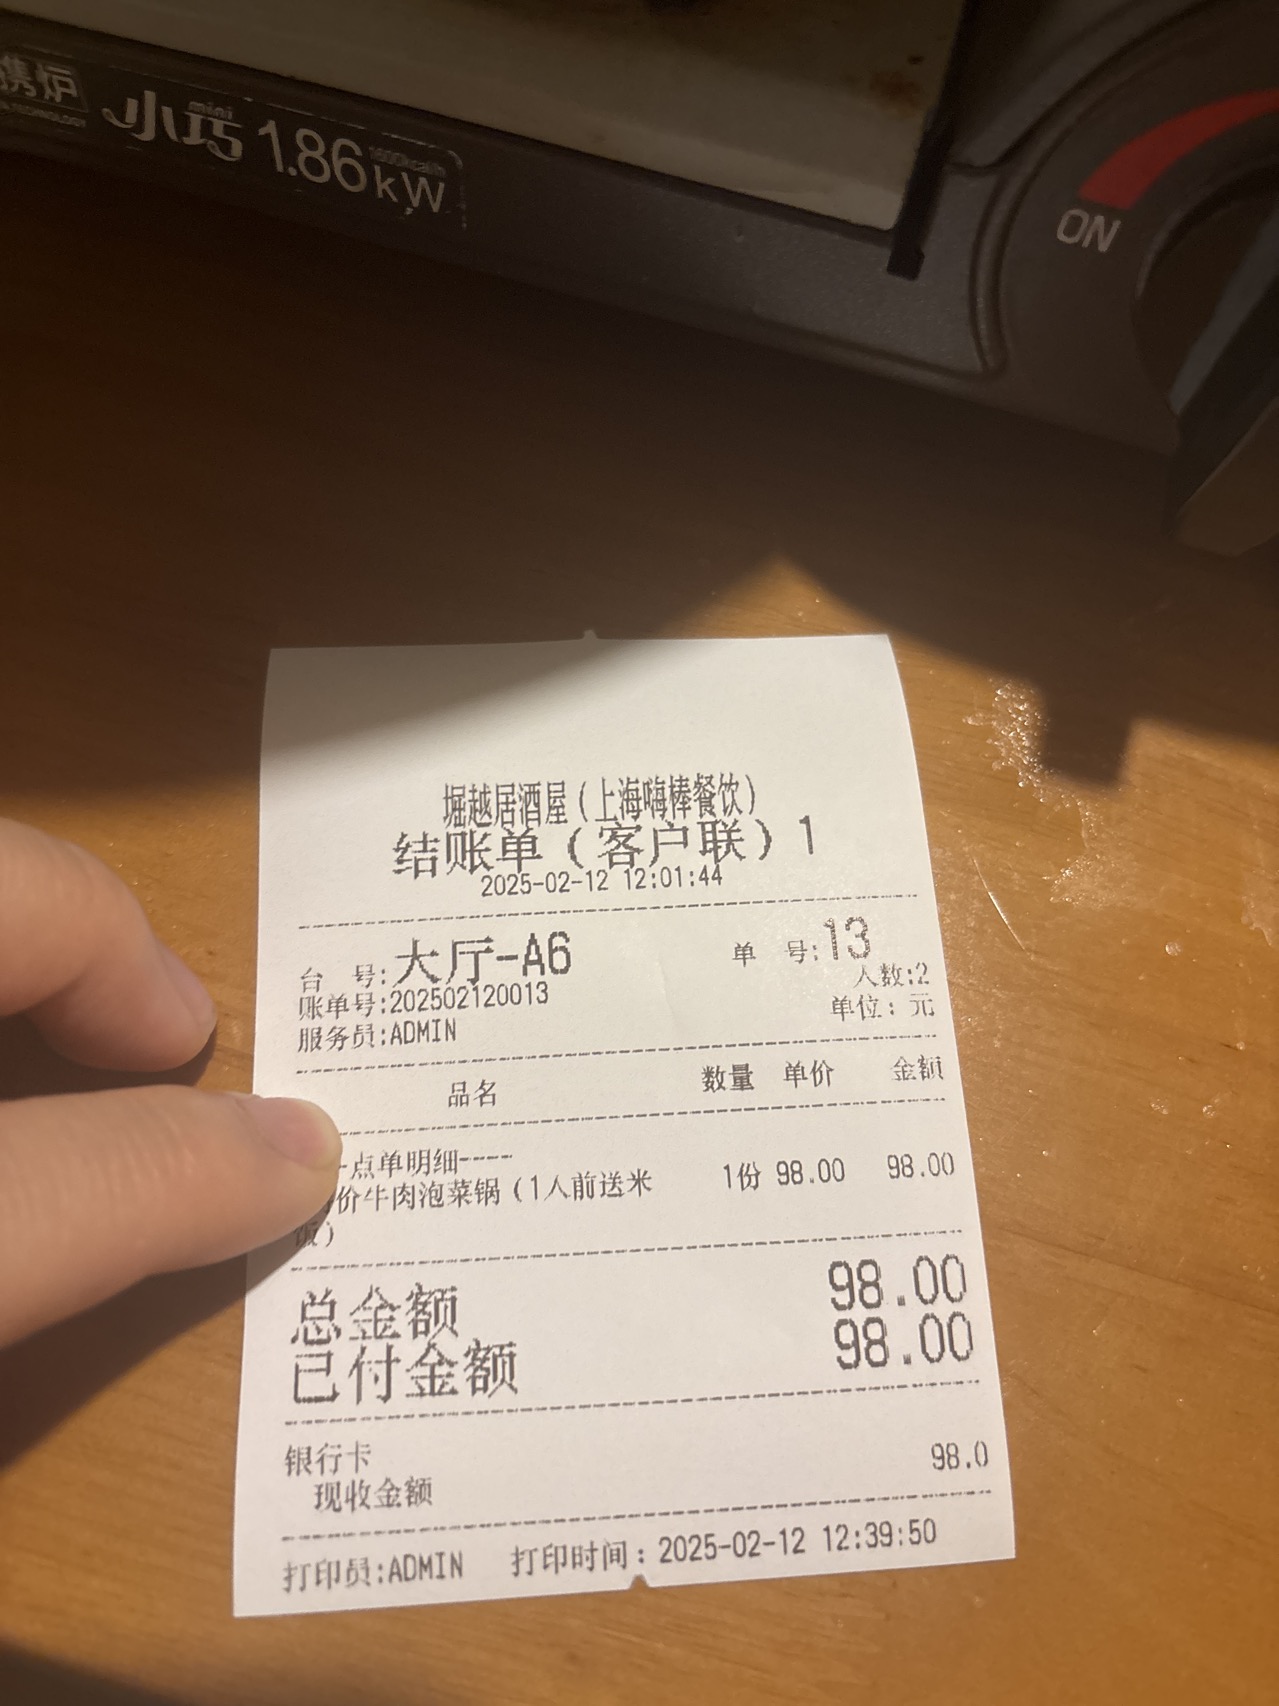 携炉
小巧 mini 1.86kW
ON
堀越居酒屋(上海嗨棒餐饮)
结账单(客户联)1
2025-02-12 12:01:44
台 号:大厅-A6 单 号:13
人数:2
账单号:202502120013 单位: 元
服务员:ADMIN
品名 数量 单价 金额
-点单明细----
价牛肉泡菜锅(1人前送米 1份 98.00 98.00
饭)
总金额 98.00
已付金额 98.00
银行卡 98.0
现收金额
打印员:ADMIN 打印时间:2025-02-12 12:39:50